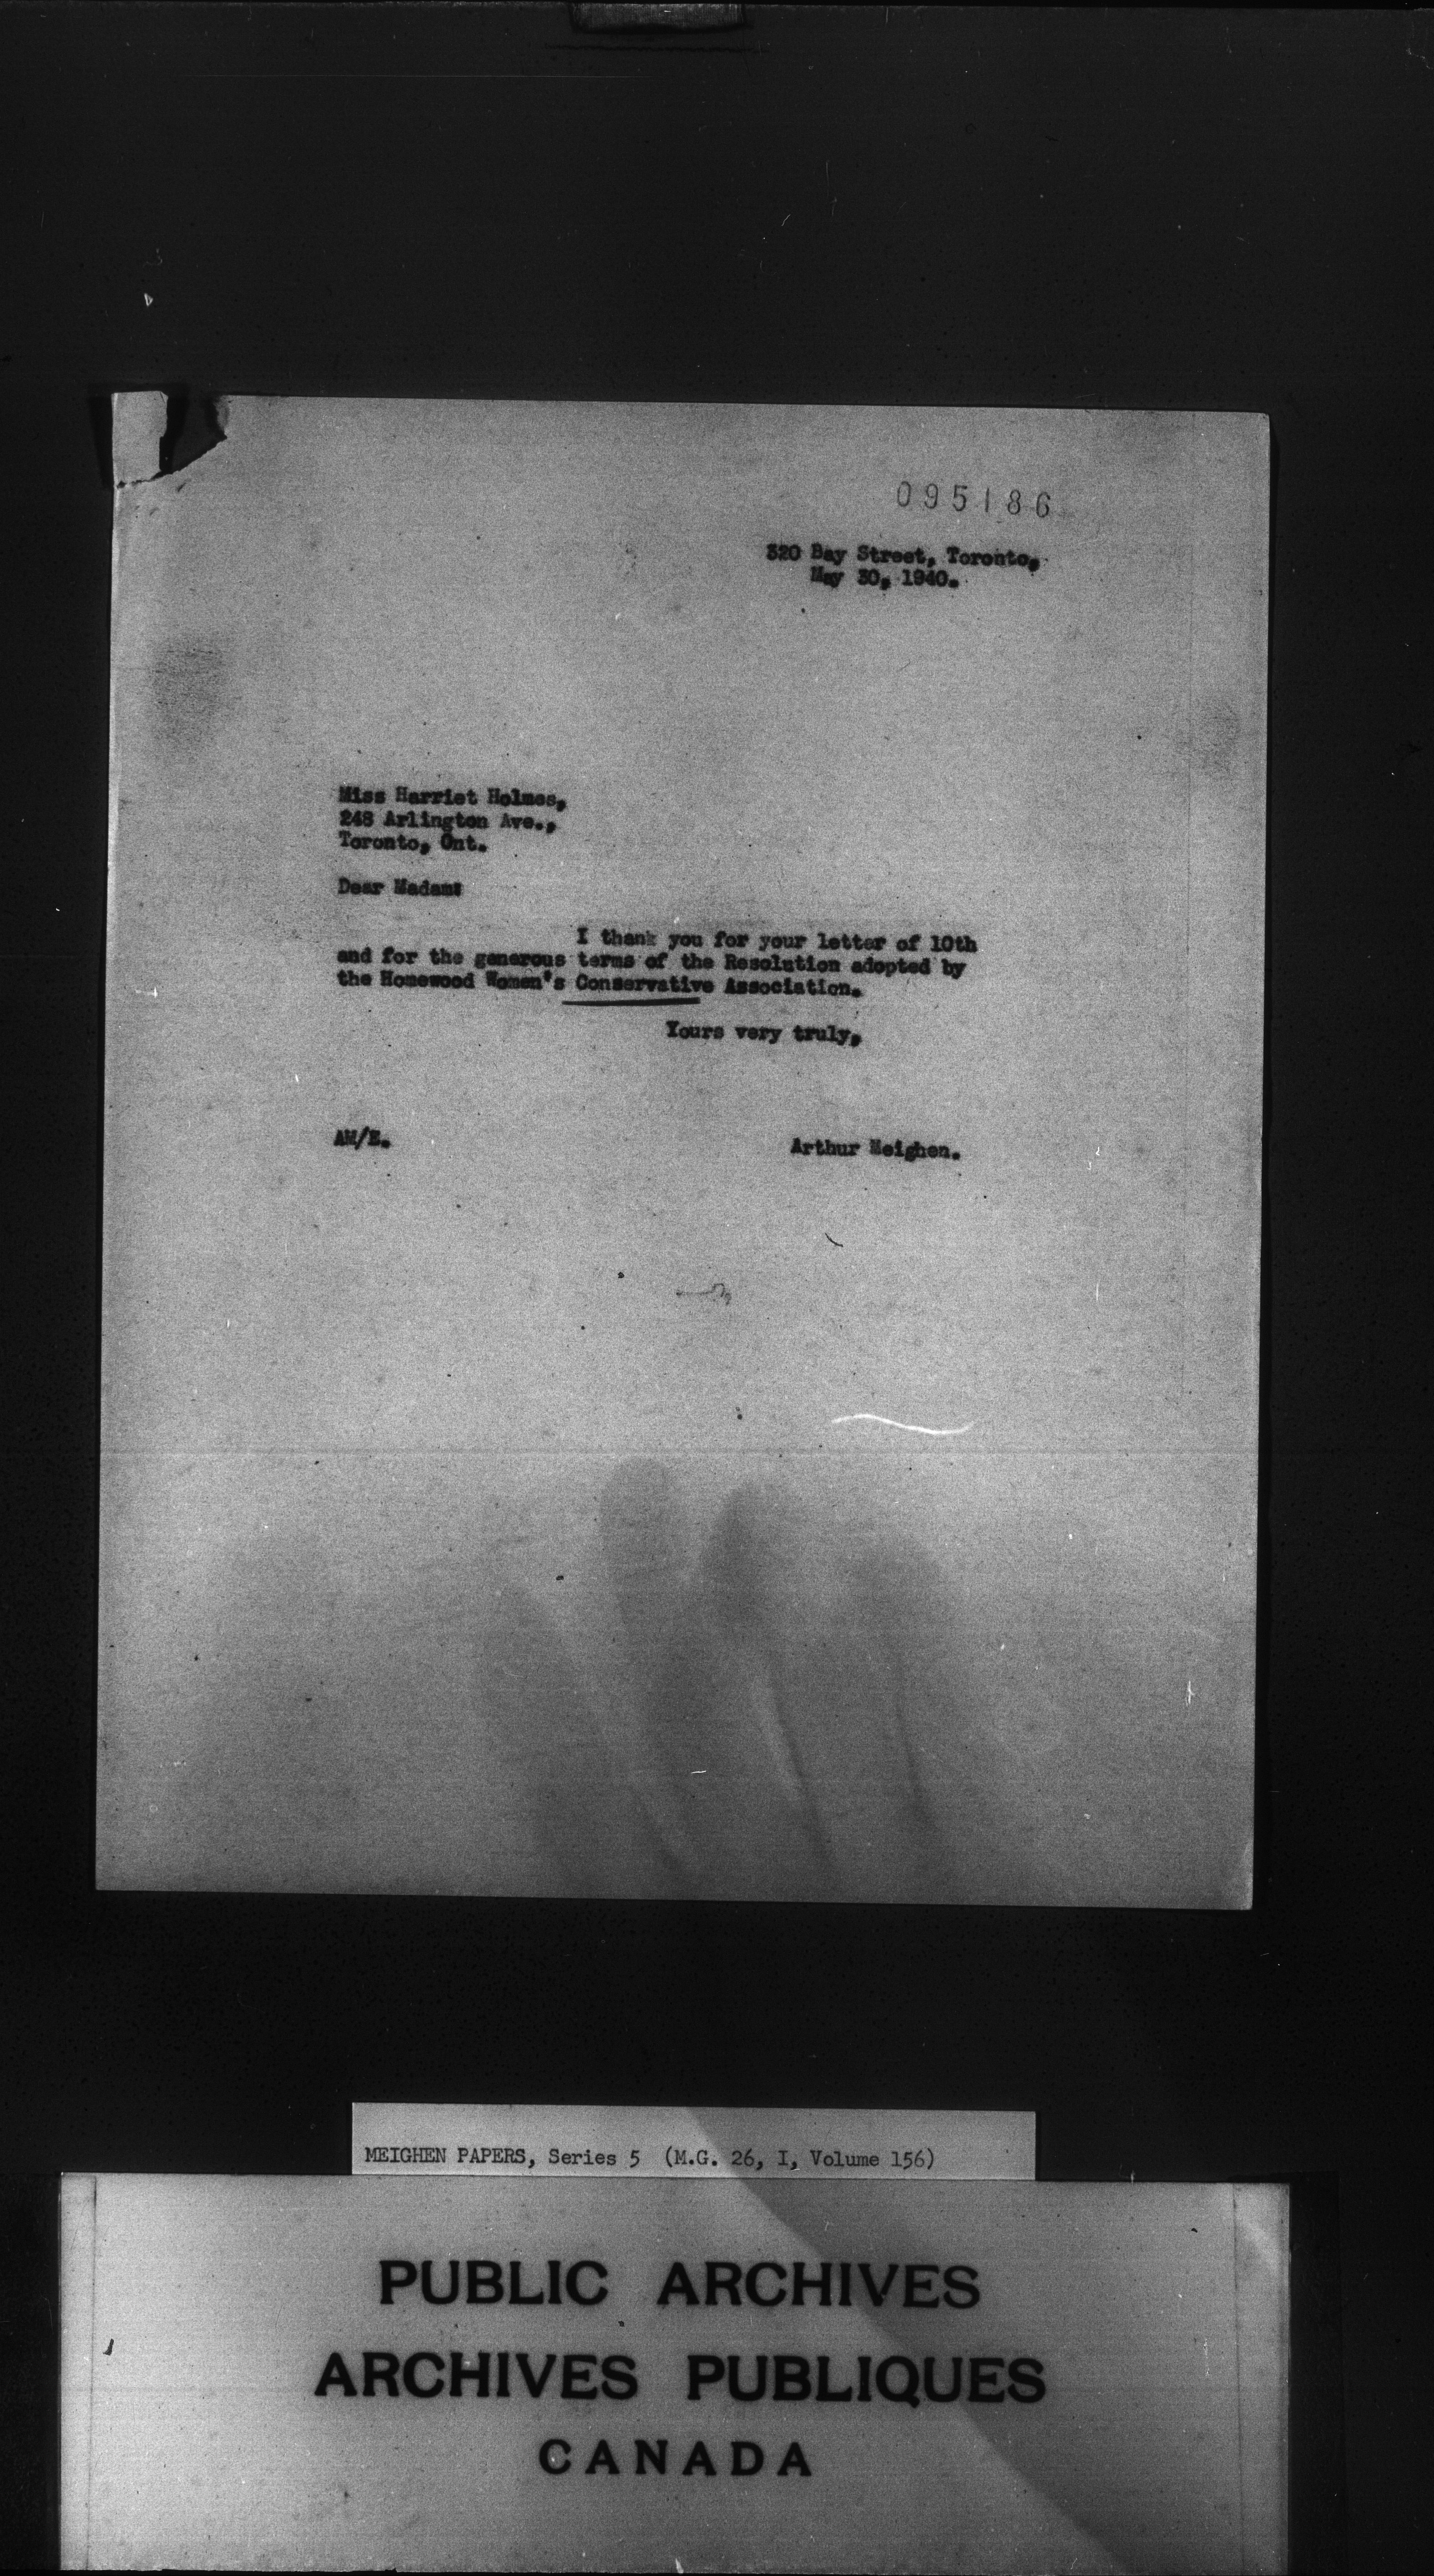 095186
320 Bay Street, Toronto,
May 30, 1940.
Miss Harriet Holmes,
248 Arlington Ave.,
Toronto, Ont.
Dear Madam:
I thank you for your letter of 10th
and for the generous terms of the Resolution adopted by
the Homewood Women's Conservative Association.
Yours very truly,
AM/E.
Arthur Meighen.
MEIGHEN PAPERS, Series 5 (M.G. 26, I, Volume 156)
PUBLIC ARCHIVES
ARCHIVES PUBLIQUES
CANADA